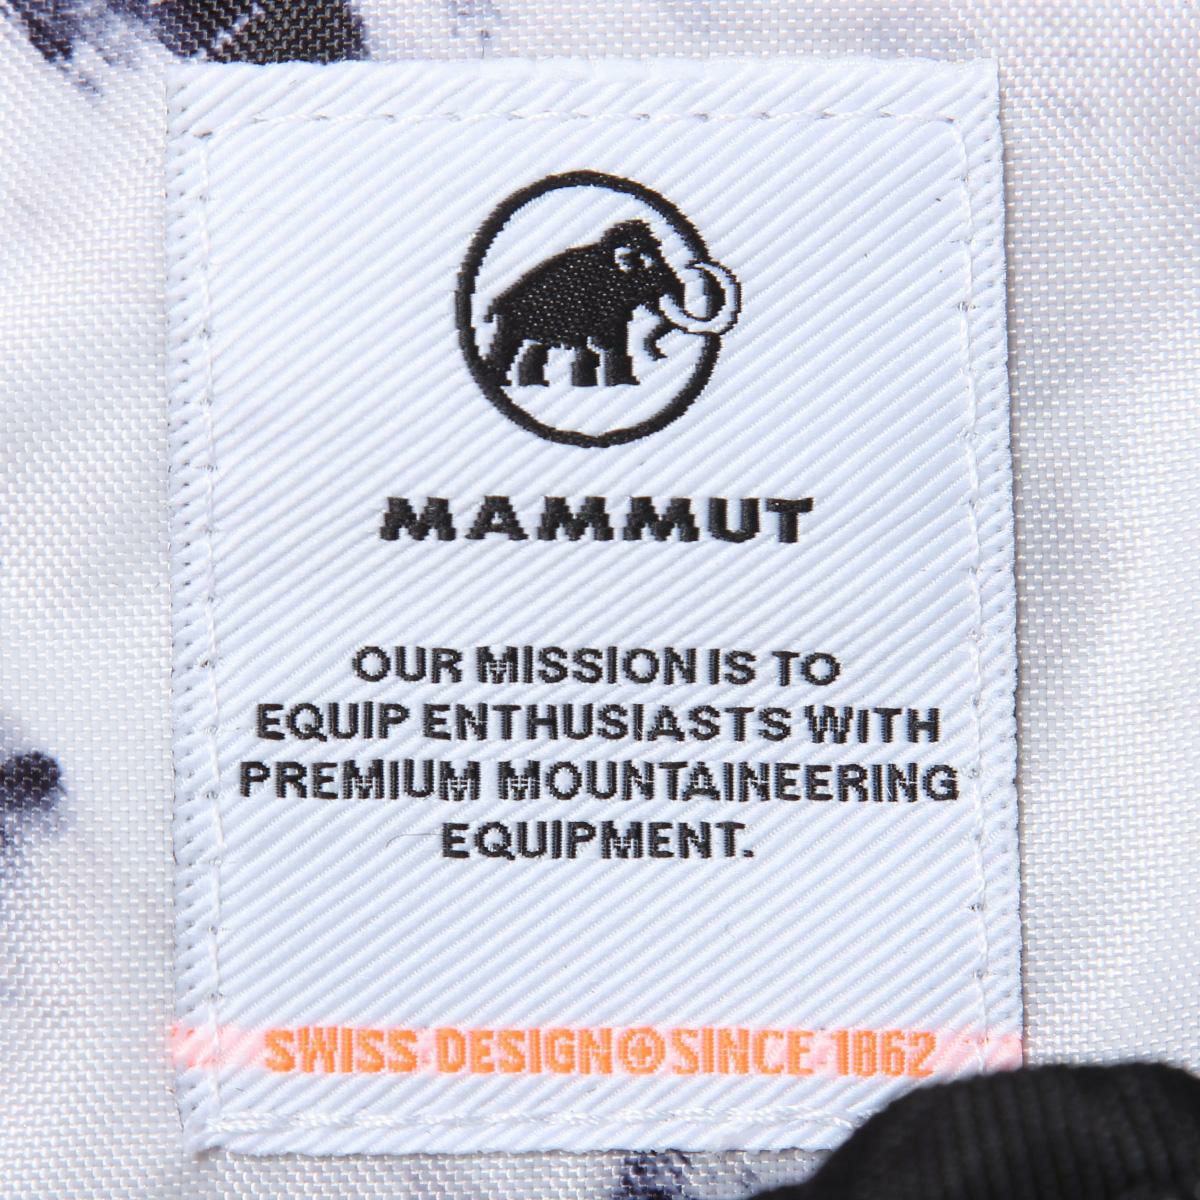 MAMMUT
OUR MISSION IS TO
EQUIP ENTHUSIASTS WITH
PREMIUM MOUNTAINEERING
EQUIPMENT.
SWISS DESIGN SINCE 1862